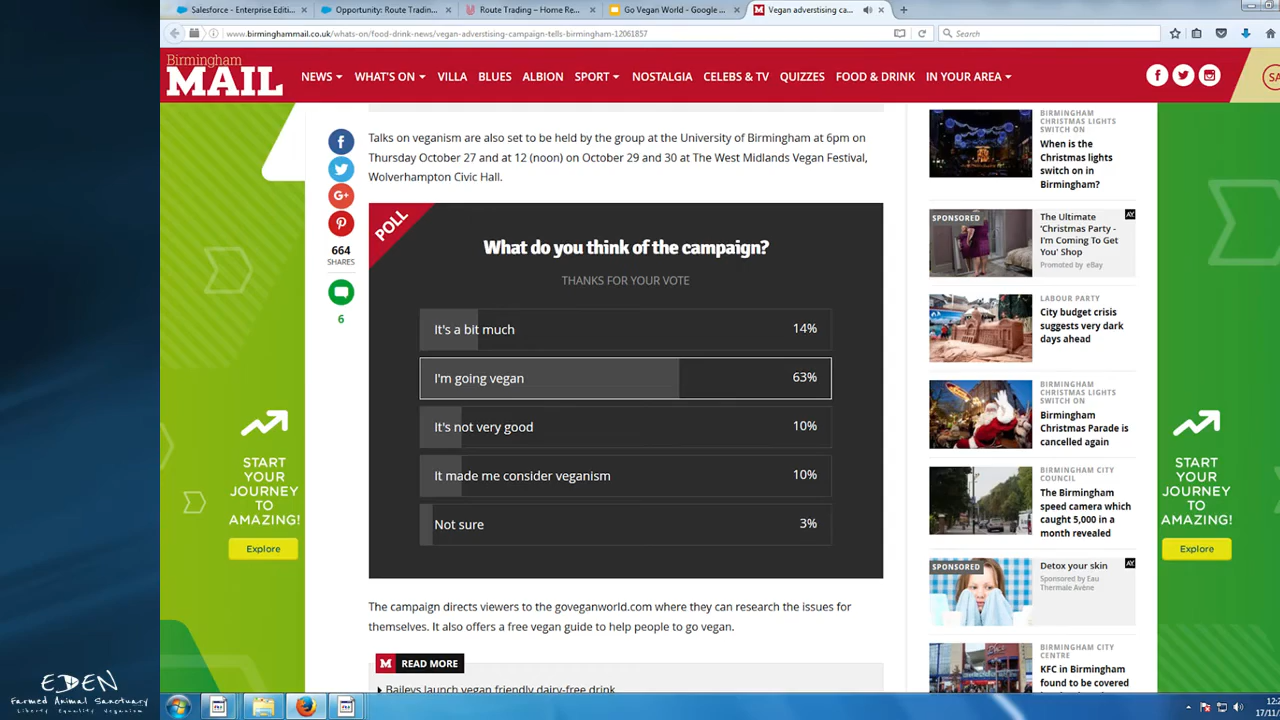 Salesforce - Enterprise Editi...
Opportunity: Route Tradin...
Route Trading – Home Re...
Go Vegan World - Google ...
Vegan adverstising ca...
www.birminghammail.co.uk/whats-on/food-drink-news/vegan-adverstising-campaign-tells-birmingham-12061857
Search
Birmingham
MAIL
NEWS
WHAT'S ON
VILLA
BLUES
ALBION
SPORT
NOSTALGIA
CELEBS & TV
QUIZZES
FOOD & DRINK
IN YOUR AREA
SA
Talks on veganism are also set to be held by the group at the University of Birmingham at 6pm on
Thursday October 27 and at 12 (noon) on October 29 and 30 at The West Midlands Vegan Festival,
Wolverhampton Civic Hall.
664
SHARES
6
POLL
What do you think of the campaign?
THANKS FOR YOUR VOTE
It's a bit much 14%
I'm going vegan 63%
It's not very good 10%
It made me consider veganism 10%
Not sure 3%
The campaign directs viewers to the goveganworld.com where they can research the issues for
themselves. It also offers a free vegan guide to help people to go vegan.
M READ MORE
Baileys launch vegan friendly dairy-free drink
BIRMINGHAM
CHRISTMAS LIGHTS
SWITCH ON
When is the
Christmas lights
switch on in
Birmingham?
SPONSORED
The Ultimate
'Christmas Party -
I'm Coming To Get
You' Shop
Promoted by eBay
AY
LABOUR PARTY
City budget crisis
suggests very dark
days ahead
BIRMINGHAM
CHRISTMAS LIGHTS
SWITCH ON
Birmingham
Christmas Parade is
cancelled again
BIRMINGHAM CITY
COUNCIL
The Birmingham
speed camera which
caught 5,000 in a
month revealed
SPONSORED
Detox your skin
Sponsored by Eau
Thermale Avène
AY
BIRMINGHAM CITY
CENTRE
KFC in Birmingham
found to be covered
START
YOUR
JOURNEY
TO
AMAZING!
Explore
START
YOUR
JOURNEY
TO
AMAZING!
Explore
EDEN
Farmed Animal Sanctuary
Liberty Equality Veganism
12:
17/11/